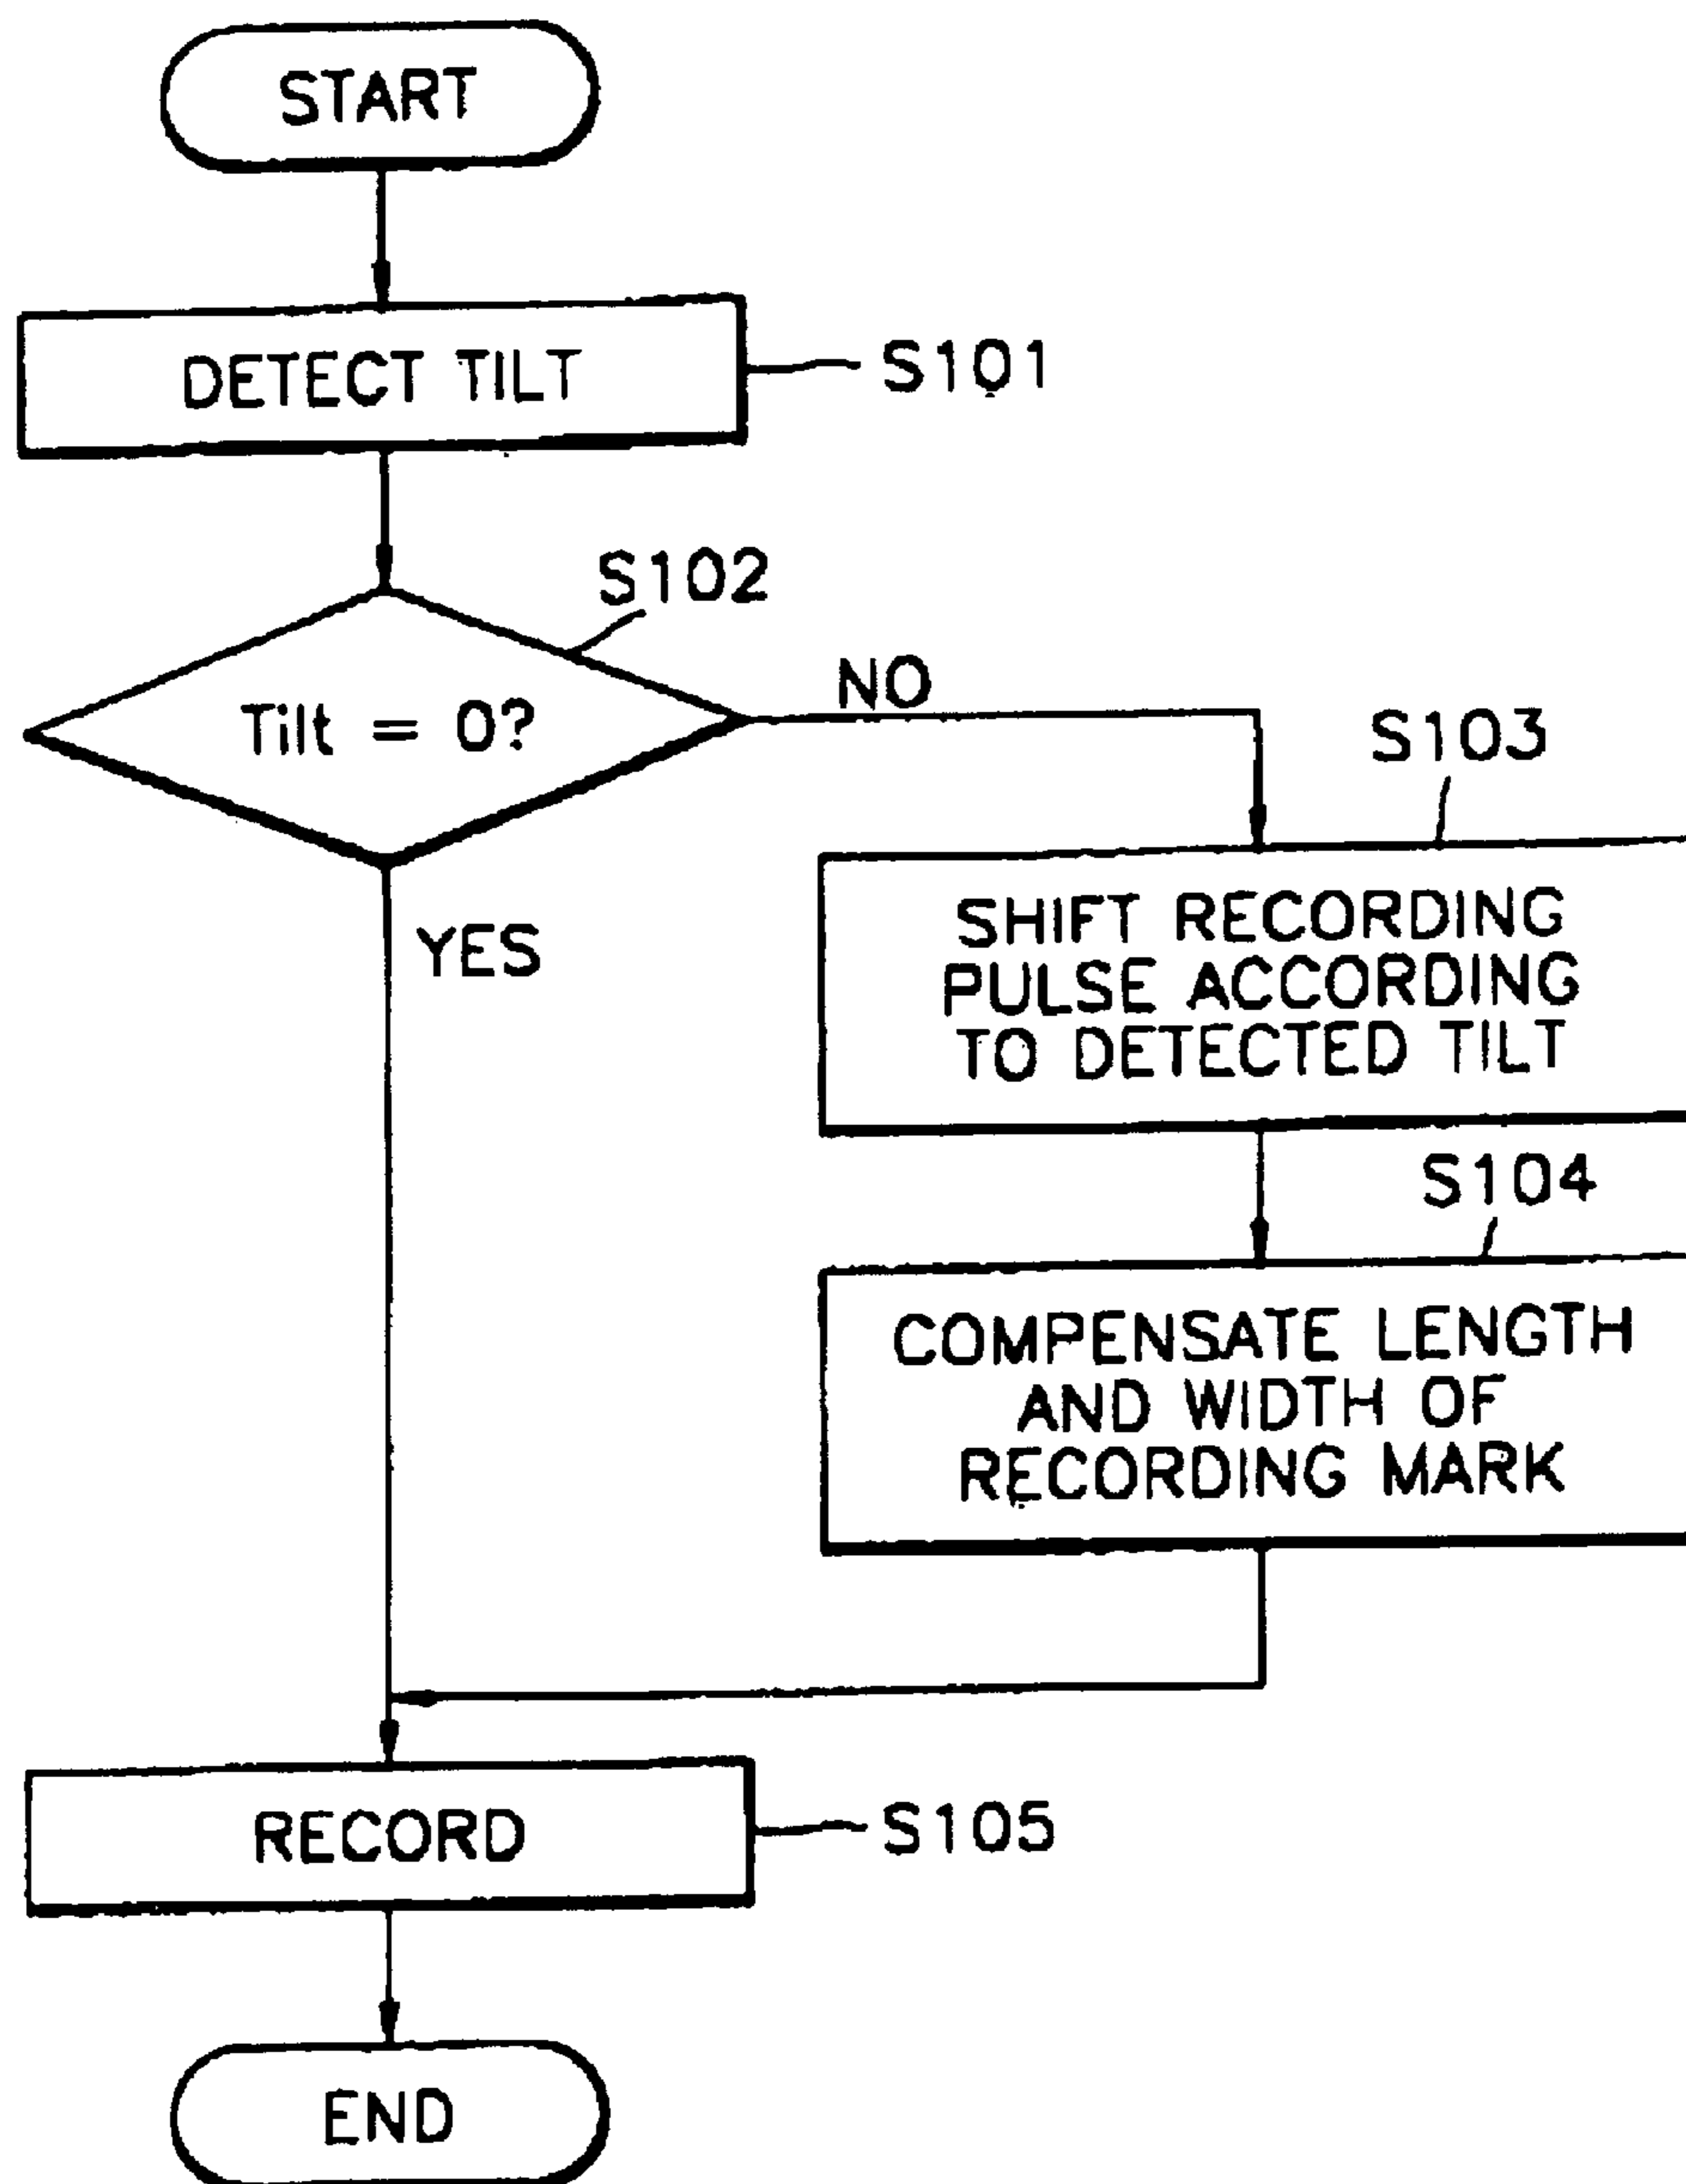 START
DETECT TILT
S101
S102
Tilt = 0?
NO
YES
S103
SHIFT RECORDING
PULSE ACCORDING
TO DETECTED TILT
S104
COMPENSATE LENGTH
AND WIDTH OF
RECORDING MARK
RECORD
S105
END